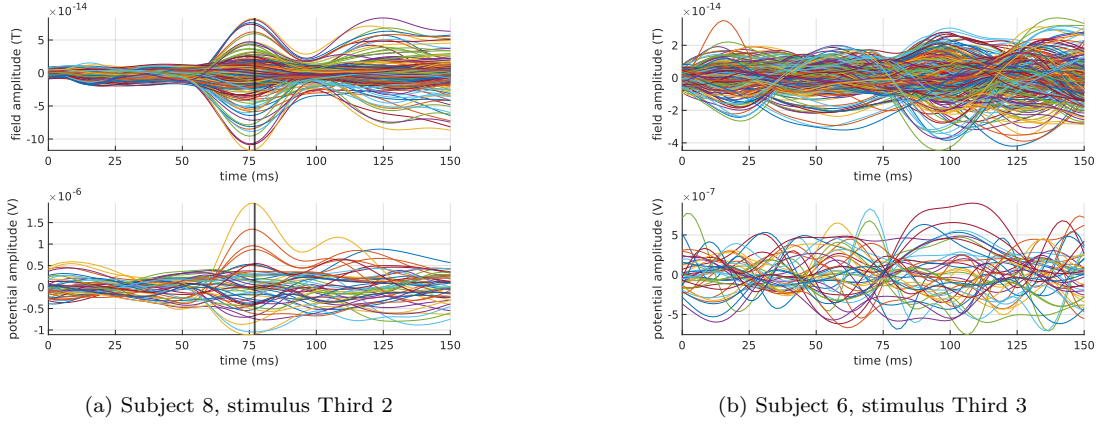 ×10⁻¹⁴
5
0
-5
-10
field amplitude (T)
0 25 50 75 100 125 150
time (ms)
×10⁻⁶
1.5
1
0.5
0
-0.5
-1
potential amplitude (V)
0 25 50 75 100 125 150
time (ms)
(a) Subject 8, stimulus Third 2
×10⁻¹⁴
2
0
-2
-4
field amplitude (T)
0 25 50 75 100 125 150
time (ms)
×10⁻⁷
5
0
-5
potential amplitude (V)
0 25 50 75 100 125 150
time (ms)
(b) Subject 6, stimulus Third 3